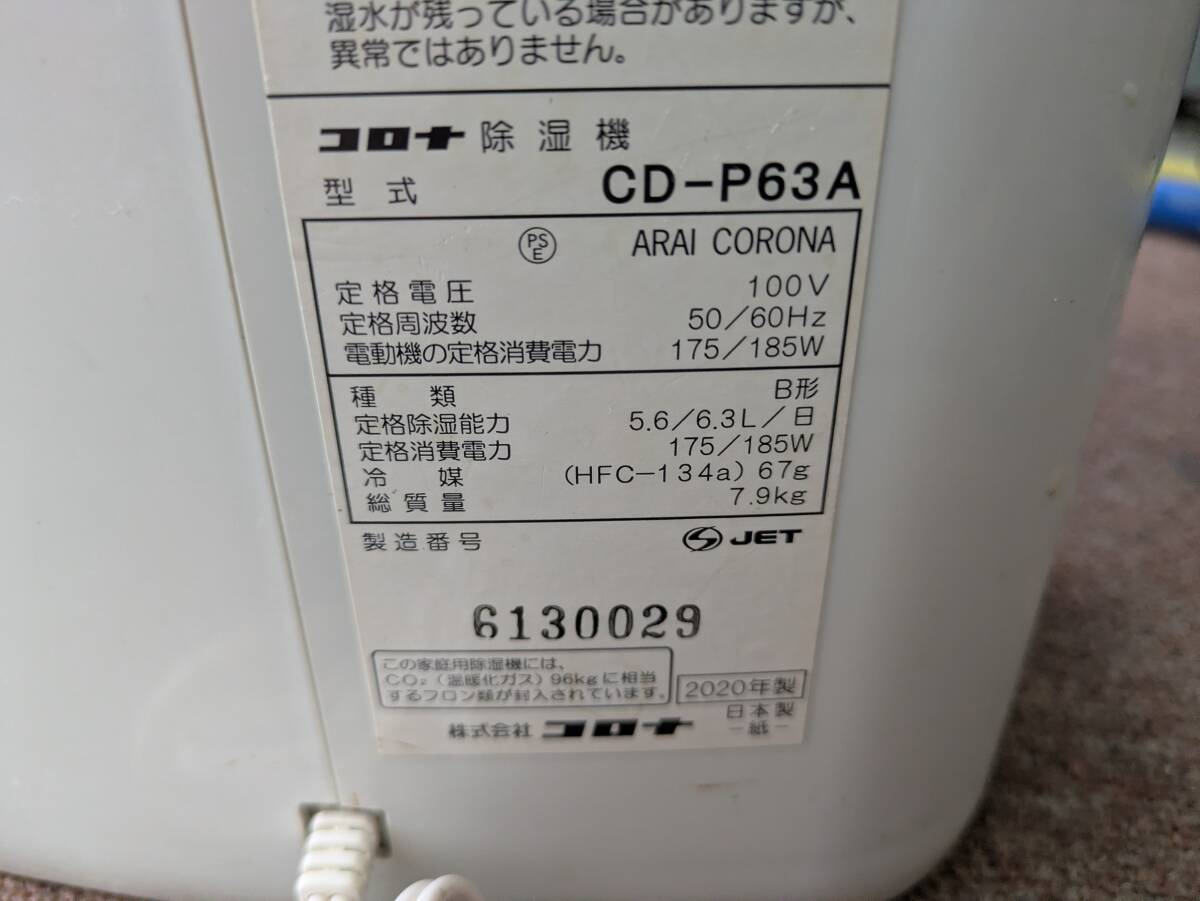 湿水が残っている場合がありますが、
異常ではありません。
コロナ 除湿機
型式 CD-P63A
PSE ARAI CORONA
定格電圧 100V
定格周波数 50/60Hz
電動機の定格消費電力 175/185W
種類 B形
定格除湿能力 5.6/6.3L/日
定格消費電力 175/185W
冷媒 (HFC-134a) 67g
総質量 7.9kg
製造番号 JET
6130029
この家庭用除湿機には、
CO₂(温暖化ガス)96kgに相当
するフロン類が封入されています。
2020年製
株式会社 コロナ
日本製
-紙-